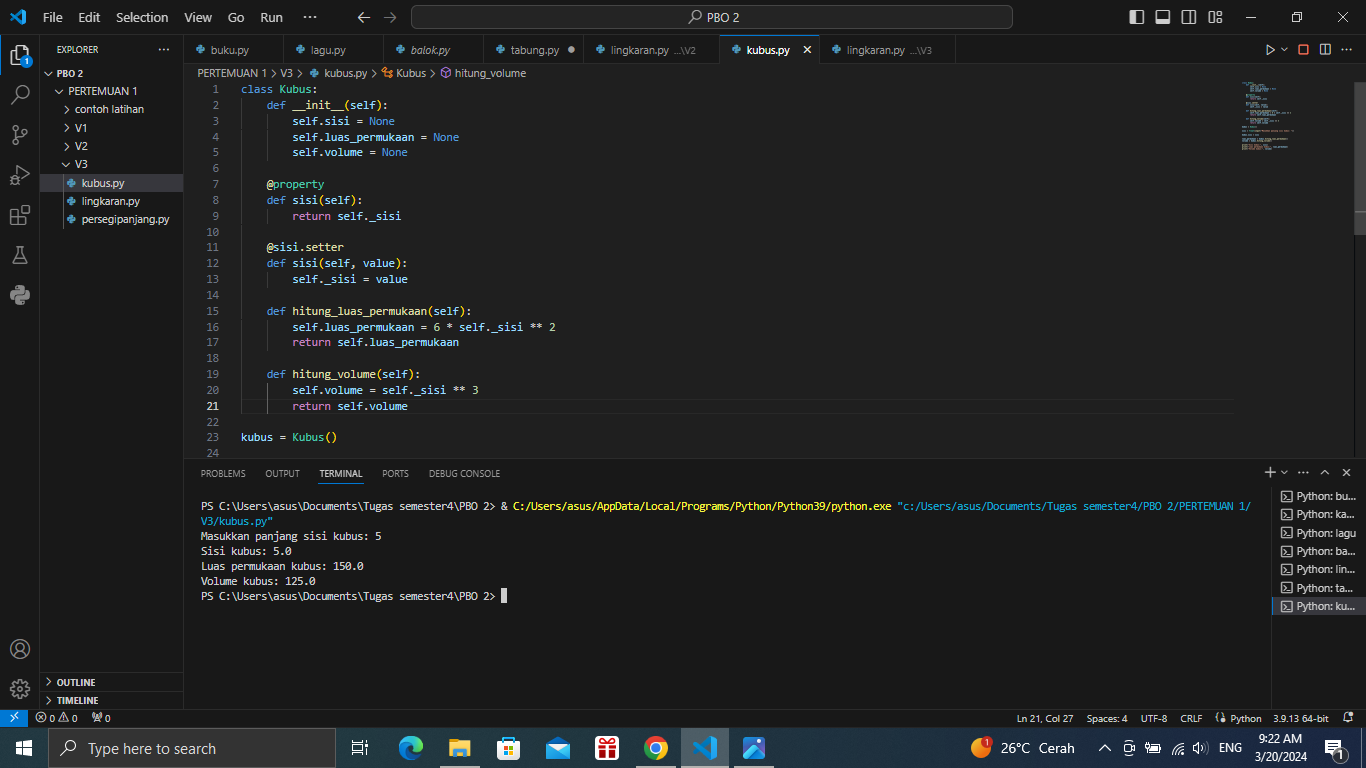 File Edit Selection View Go Run ··· PBO 2
EXPLORER ···
buku.py lagu.py balok.py tabung.py lingkaran.py ...\V2 kubus.py lingkaran.py ...\V3
PERTEMUAN 1 > V3 > kubus.py > Kubus > hitung_volume
PBO 2
PERTEMUAN 1
contoh latihan
V1
V2
V3
kubus.py
lingkaran.py
persegipanjang.py
OUTLINE
TIMELINE
1
1 class Kubus:
2 def __init__(self):
3 self.sisi = None
4 self.luas_permukaan = None
5 self.volume = None
6
7 @property
8 def sisi(self):
9 return self._sisi
10
11 @sisi.setter
12 def sisi(self, value):
13 self._sisi = value
14
15 def hitung_luas_permukaan(self):
16 self.luas_permukaan = 6 * self._sisi ** 2
17 return self.luas_permukaan
18
19 def hitung_volume(self):
20 self.volume = self._sisi ** 3
21 return self.volume
22
23 kubus = Kubus()
24
PROBLEMS OUTPUT TERMINAL PORTS DEBUG CONSOLE
PS C:\Users\asus\Documents\Tugas semester4\PBO 2> & C:/Users/asus/AppData/Local/Programs/Python/Python39/python.exe "c:/Users/asus/Documents/Tugas semester4/PBO 2/PERTEMUAN 1/
V3/kubus.py"
Masukkan panjang sisi kubus: 5
Sisi kubus: 5.0
Luas permukaan kubus: 150.0
Volume kubus: 125.0
PS C:\Users\asus\Documents\Tugas semester4\PBO 2>
Python: bu...
Python: ka...
Python: lagu
Python: ba...
Python: lin...
Python: ta...
Python: ku...
0 0 0 Ln 21, Col 27 Spaces: 4 UTF-8 CRLF Python 3.9.13 64-bit
Type here to search
1 26°C Cerah ENG
9:22 AM
3/20/2024
1